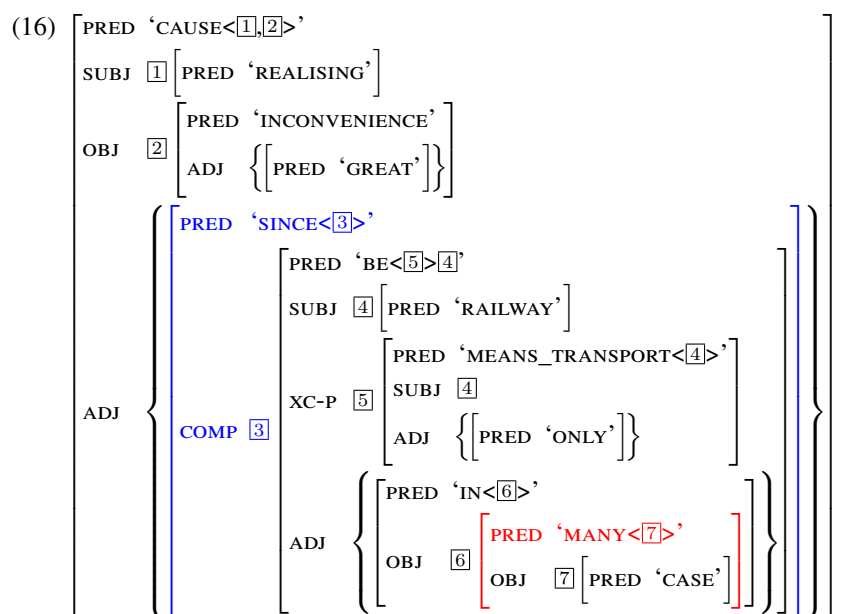 (16) PRED ‘CAUSE<1,2>’
SUBJ 1 [PRED ‘REALISING’]
PRED ‘INCONVENIENCE’
OBJ 2
ADJ {[PRED ‘GREAT’]}
PRED ‘SINCE<3>’
PRED ‘BE<5>4’
SUBJ 4 [PRED ‘RAILWAY’]
PRED ‘MEANS_TRANSPORT<4>’
XC-P 5 SUBJ 4
ADJ {[PRED ‘ONLY’]}
ADJ
COMP 3
PRED ‘IN<6>’
ADJ
PRED ‘MANY<7>’
OBJ 6
OBJ 7 [PRED ‘CASE’]